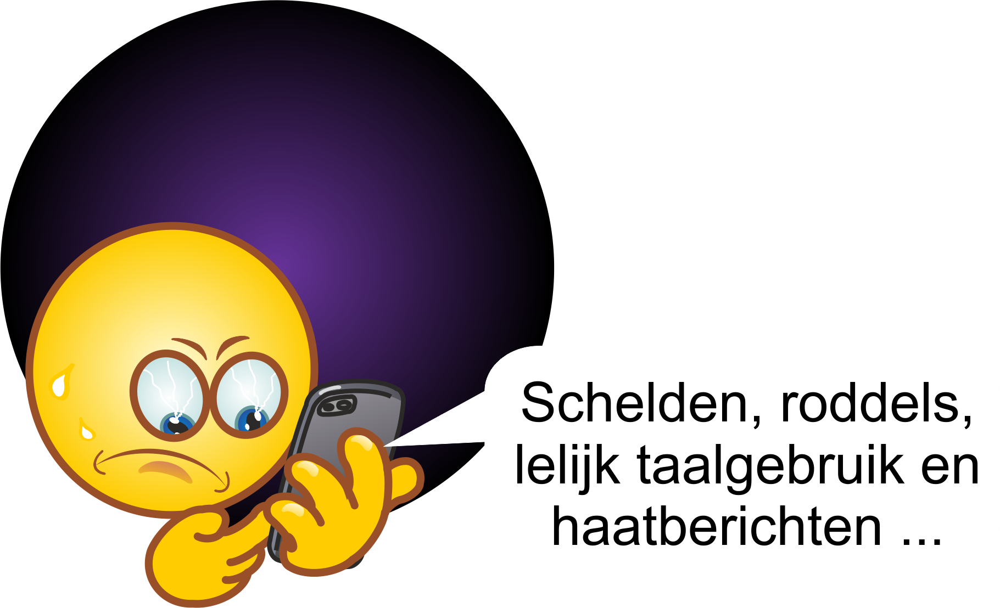 Schelden, roddels,
lelijk taalgebruik en
haatberichten ...